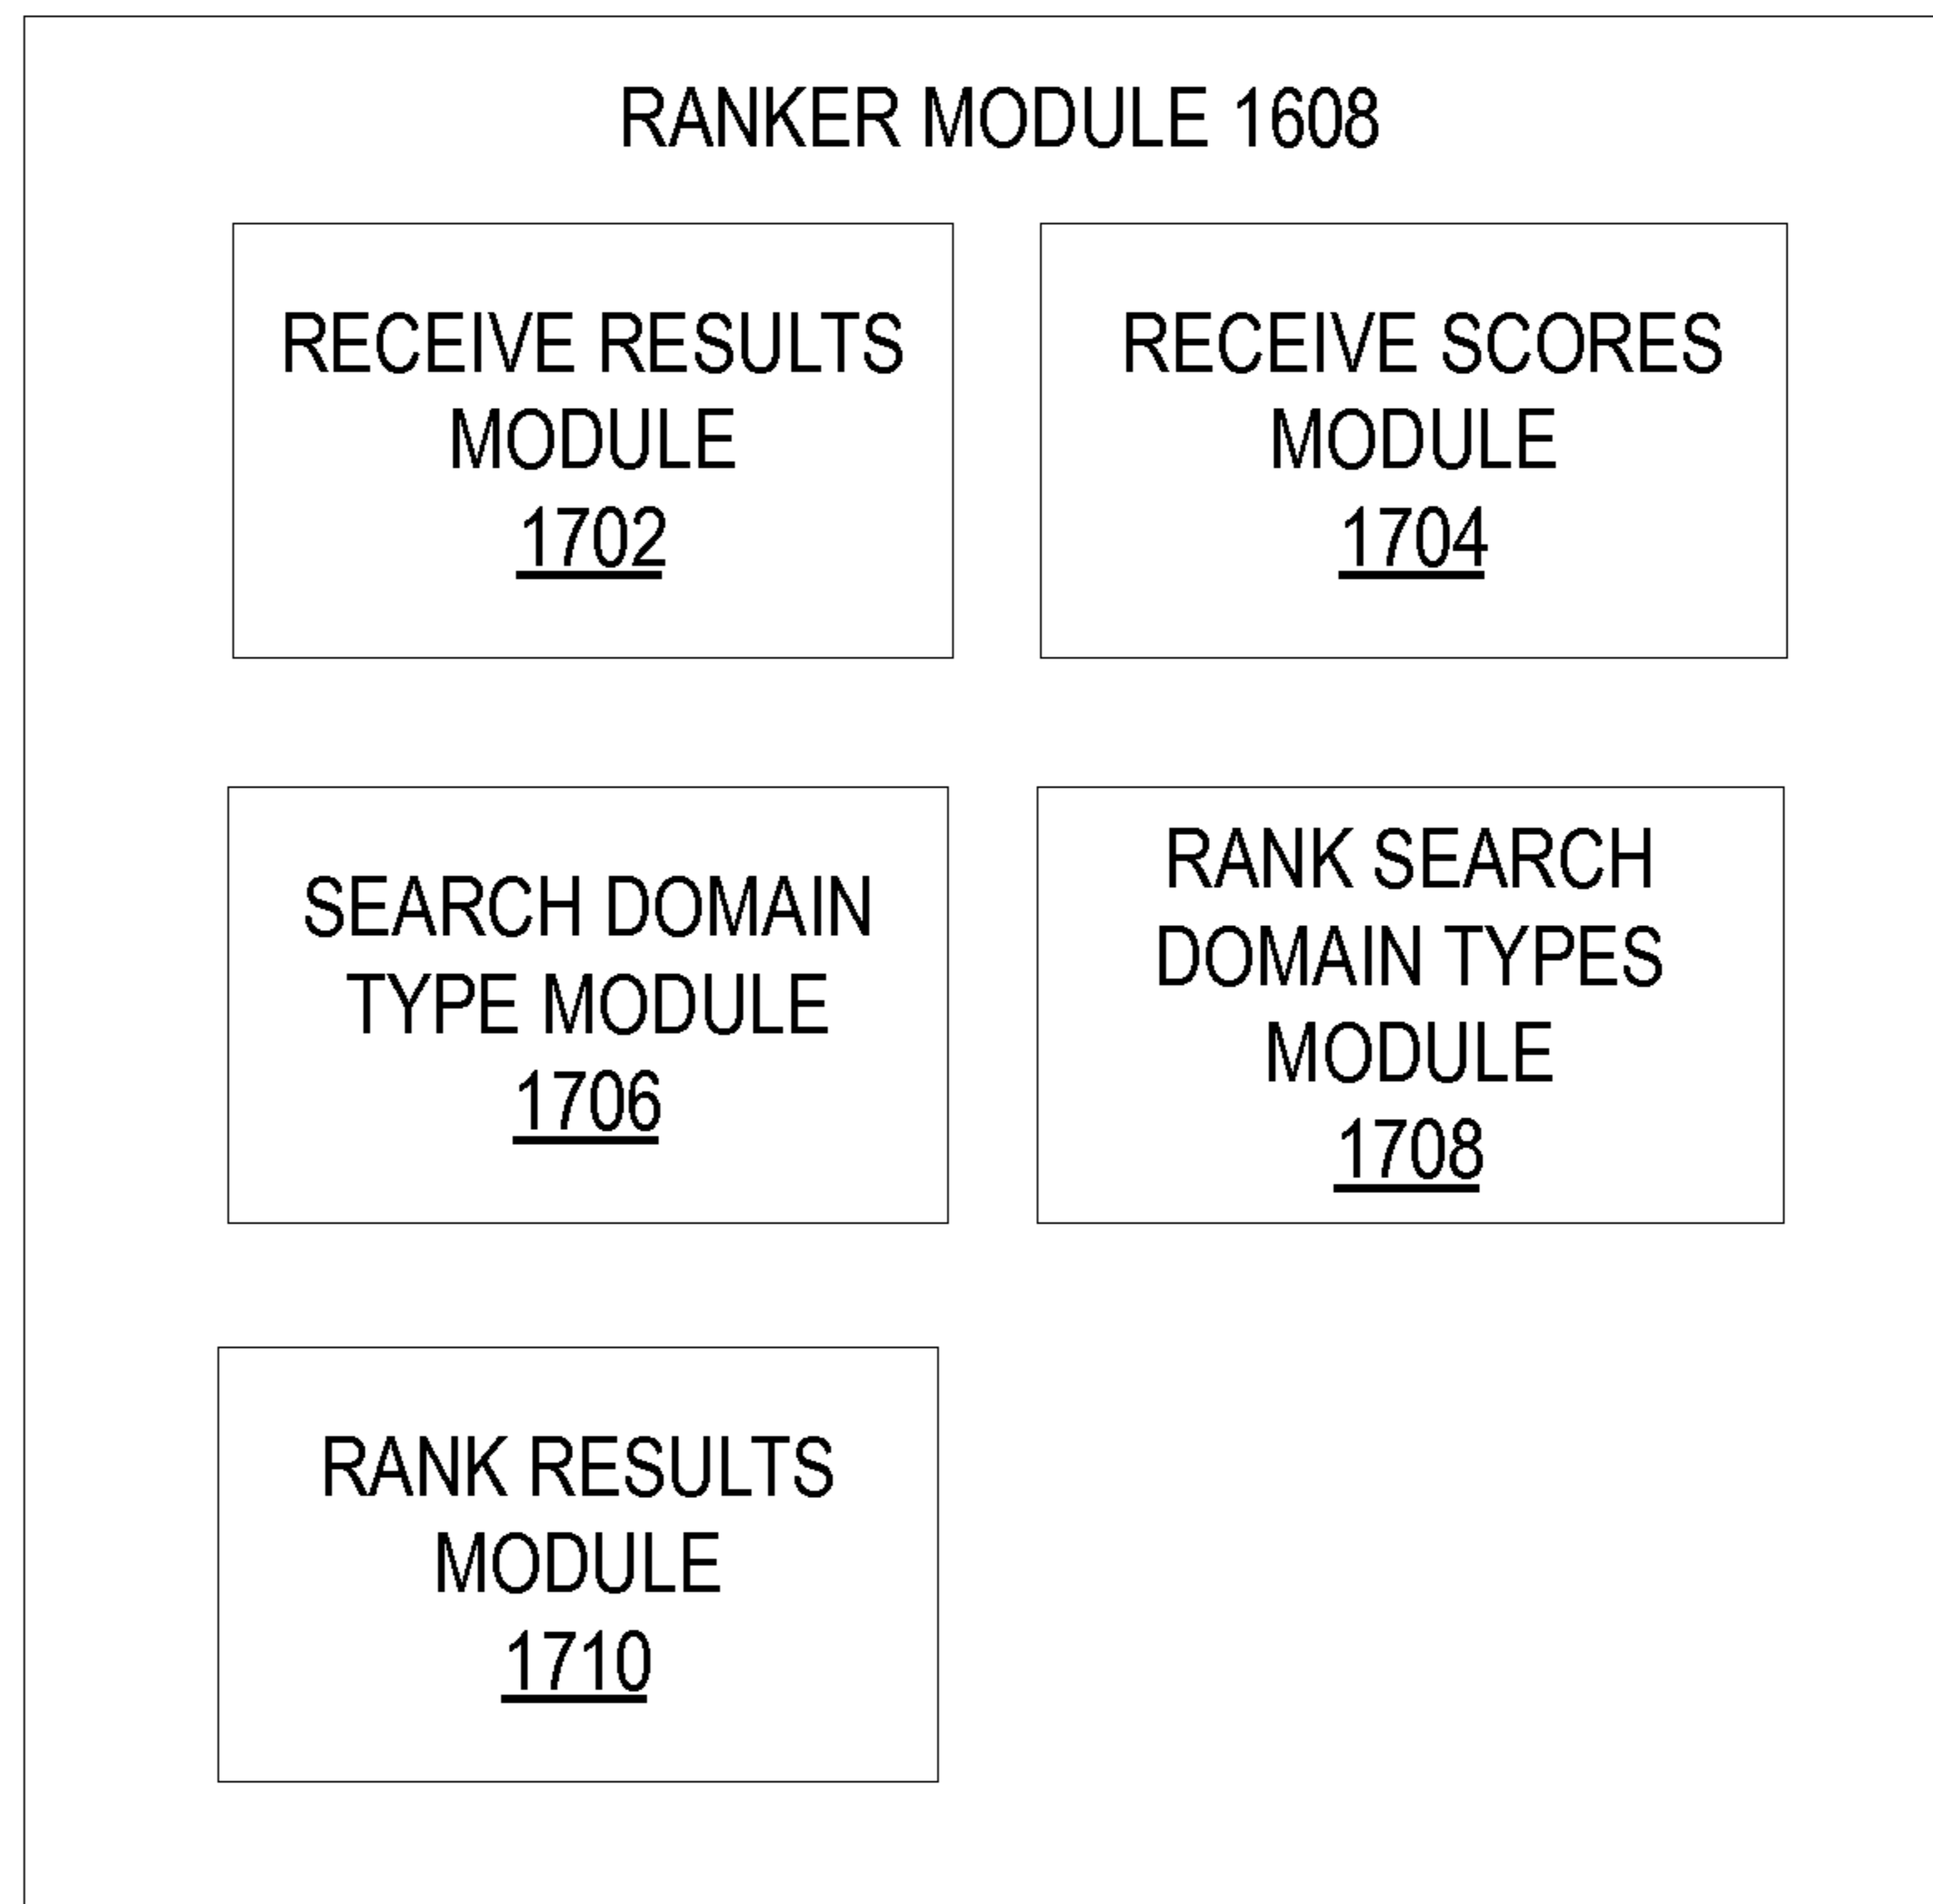 RANKER MODULE 1608
RECEIVE RESULTS
MODULE
1702
RECEIVE SCORES
MODULE
1704
SEARCH DOMAIN
TYPE MODULE
1706
RANK SEARCH
DOMAIN TYPES
MODULE
1708
RANK RESULTS
MODULE
1710